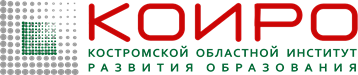 КОИРО
КОСТРОМСКОЙ ОБЛАСТНОЙ ИНСТИТУТ
РАЗВИТИЯ ОБРАЗОВАНИЯ